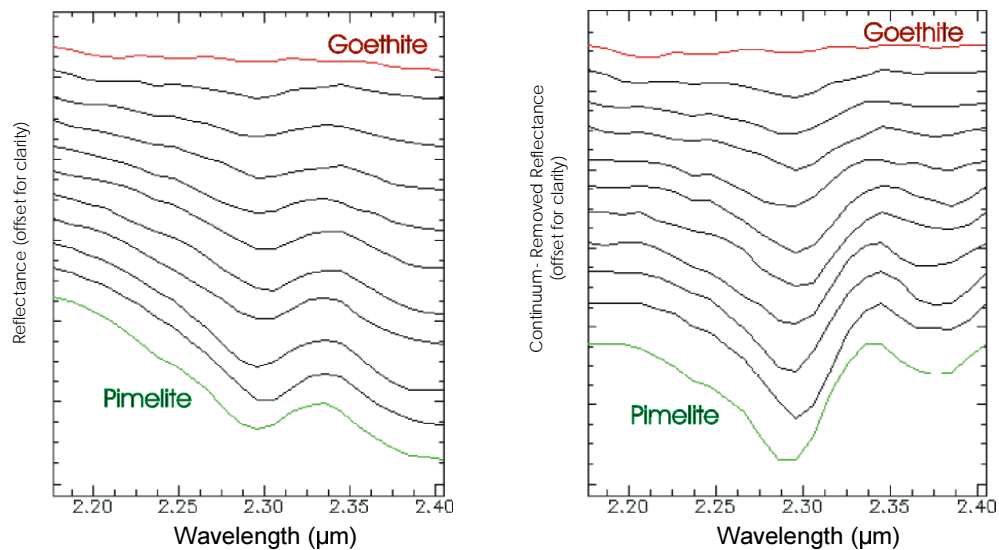 Goethite
Reflectance (offset for clarity)
Pimelite
2.20 2.25 2.30 2.35 2.40
Wavelength (µm)
Goethite
Continuum - Removed Reflectance
(offset for clarity)
Pimelite
2.20 2.25 2.30 2.35 2.40
Wavelength (µm)